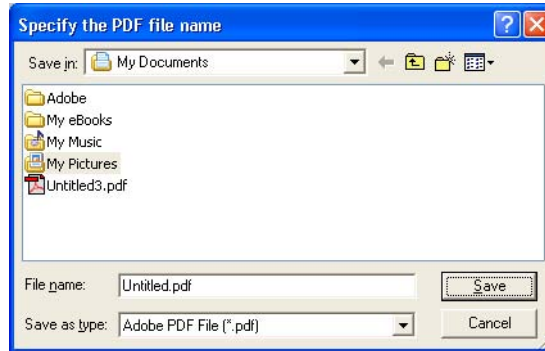 Specify the PDF file name
Save in: My Documents
Adobe
My eBooks
My Music
My Pictures
Untitled3.pdf
File name: Untitled.pdf Save
Save as type: Adobe PDF File (*.pdf) Cancel